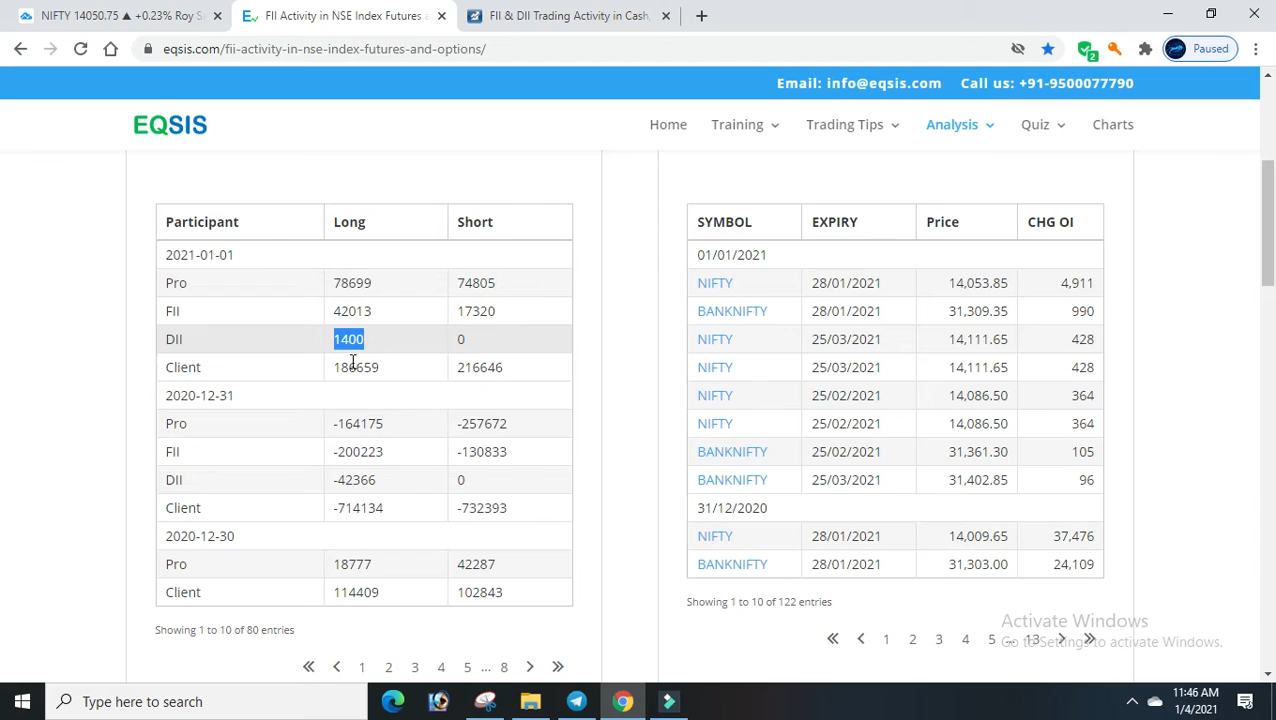 NIFTY 14050.75 ▲ +0.23% Roy S
FII Activity in NSE Index Futures a
FII & DII Trading Activity in Cash,
eqsis.com/fii-activity-in-nse-index-futures-and-options/
2
Paused
Email: info@eqsis.com Call us: +91-9500077790
EQSIS
Home Training Trading Tips Analysis Quiz Charts
Participant Long Short
2021-01-01
Pro 78699 74805
FII 42013 17320
DII 1400 0
Client 186659 216646
2020-12-31
Pro -164175 -257672
FII -200223 -130833
DII -42366 0
Client -714134 -732393
2020-12-30
Pro 18777 42287
Client 114409 102843
Showing 1 to 10 of 80 entries
« ‹ 1 2 3 4 5 ... 8 › »
SYMBOL EXPIRY Price CHG OI
01/01/2021
NIFTY 28/01/2021 14,053.85 4,911
BANKNIFTY 28/01/2021 31,309.35 990
NIFTY 25/03/2021 14,111.65 428
NIFTY 25/03/2021 14,111.65 428
NIFTY 25/02/2021 14,086.50 364
NIFTY 25/02/2021 14,086.50 364
BANKNIFTY 25/02/2021 31,361.30 105
BANKNIFTY 25/03/2021 31,402.85 96
31/12/2020
NIFTY 28/01/2021 14,009.65 37,476
BANKNIFTY 28/01/2021 31,303.00 24,109
Showing 1 to 10 of 122 entries
« ‹ 1 2 3 4 5 ... 13 › »
Activate Windows
Go to Settings to activate Windows.
Type here to search
11:46 AM
1/4/2021